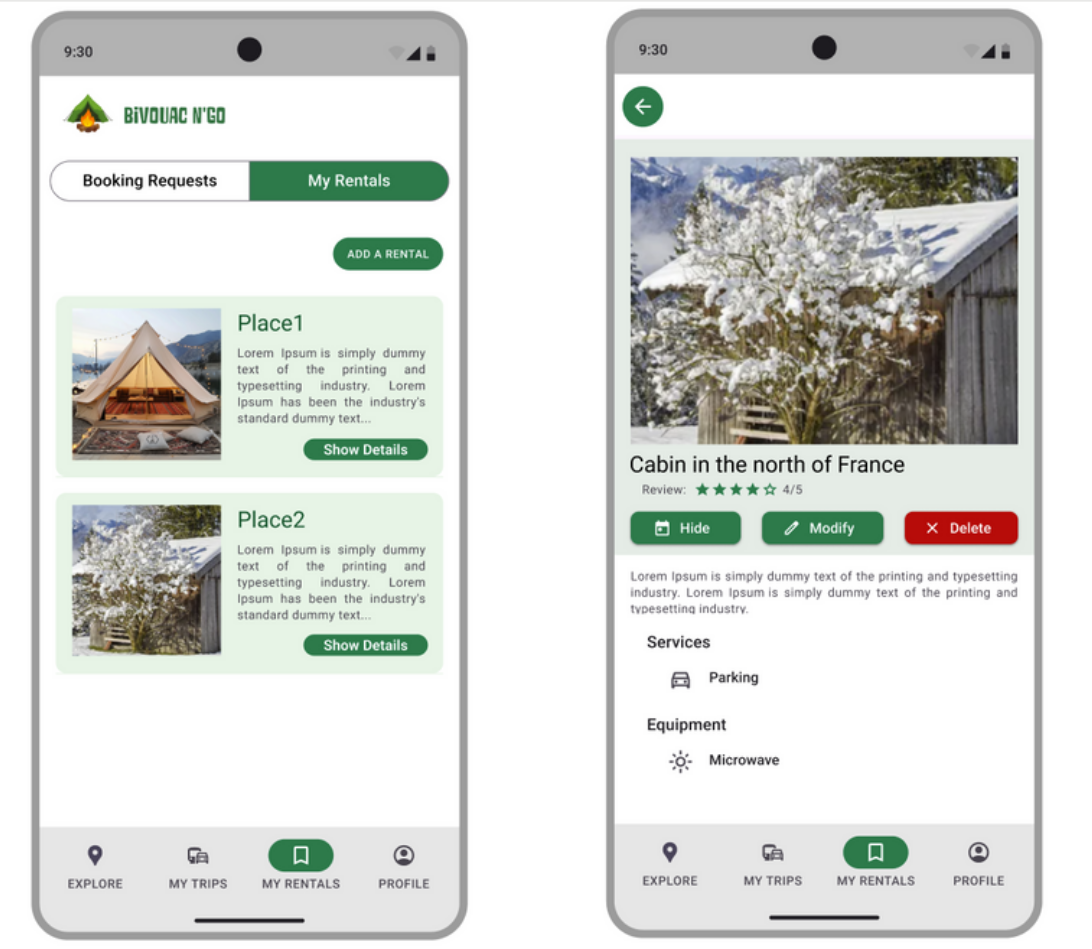 9:30
BiVOUAC N'GO
Booking Requests
My Rentals
ADD A RENTAL
Place1
Lorem Ipsum is simply dummy
text of the printing and
typesetting industry. Lorem
Ipsum has been the industry's
standard dummy text...
Show Details
Place2
Lorem Ipsum is simply dummy
text of the printing and
typesetting industry. Lorem
Ipsum has been the industry's
standard dummy text...
Show Details
EXPLORE
MY TRIPS
MY RENTALS
PROFILE
9:30
Cabin in the north of France
Review: 4/5
Hide
Modify
Delete
Lorem Ipsum is simply dummy text of the printing and typesetting
industry. Lorem Ipsum is simply dummy text of the printing and
typesetting industry.
Services
Parking
Equipment
Microwave
EXPLORE
MY TRIPS
MY RENTALS
PROFILE